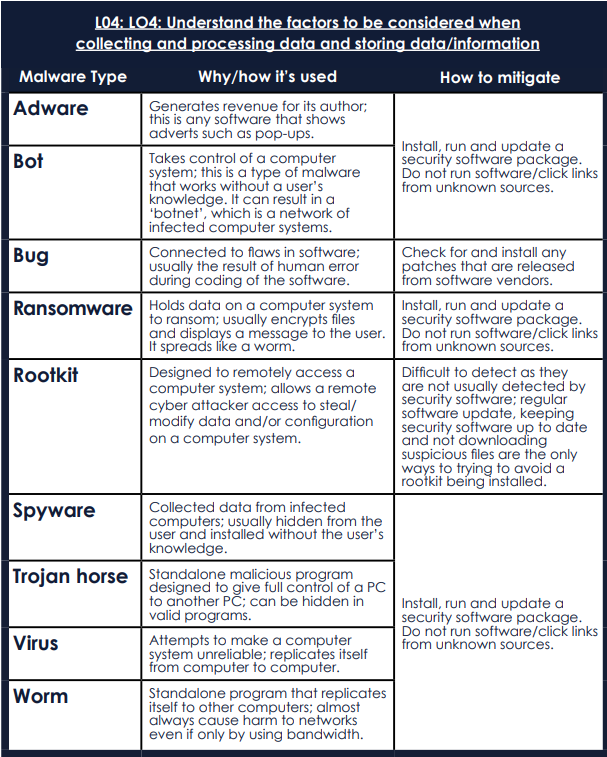 L04: LO4: Understand the factors to be considered when
collecting and processing data and storing data/information
Malware Type
Why/how it's used
How to mitigate
Adware
Generates revenue for its author;
this is any software that shows
adverts such as pop-ups.
Install, run and update a
security software package.
Do not run software/click links
from unknown sources.
Bot
Takes control of a computer
system; this is a type of malware
that works without a user's
knowledge. It can result in a
‘botnet’, which is a network of
infected computer systems.
Bug
Connected to flaws in software;
usually the result of human error
during coding of the software.
Check for and install any
patches that are released
from software vendors.
Ransomware
Holds data on a computer system
to ransom; usually encrypts files
and displays a message to the user.
It spreads like a worm.
Install, run and update a
security software package.
Do not run software/click links
from unknown sources.
Rootkit
Designed to remotely access a
computer system; allows a remote
cyber attacker access to steal/
modify data and/or configuration
on a computer system.
Difficult to detect as they
are not usually detected by
security software; regular
software update, keeping
security software up to date
and not downloading
suspicious files are the only
ways to trying to avoid a
rootkit being installed.
Spyware
Collected data from infected
computers; usually hidden from the
user and installed without the user's
knowledge.
Trojan horse
Standalone malicious program
designed to give full control of a PC
to another PC; can be hidden in
valid programs.
Install, run and update a
security software package.
Do not run software/click links
from unknown sources.
Virus
Attempts to make a computer
system unreliable; replicates itself
from computer to computer.
Worm
Standalone program that replicates
itself to other computers; almost
always cause harm to networks
even if only by using bandwidth.